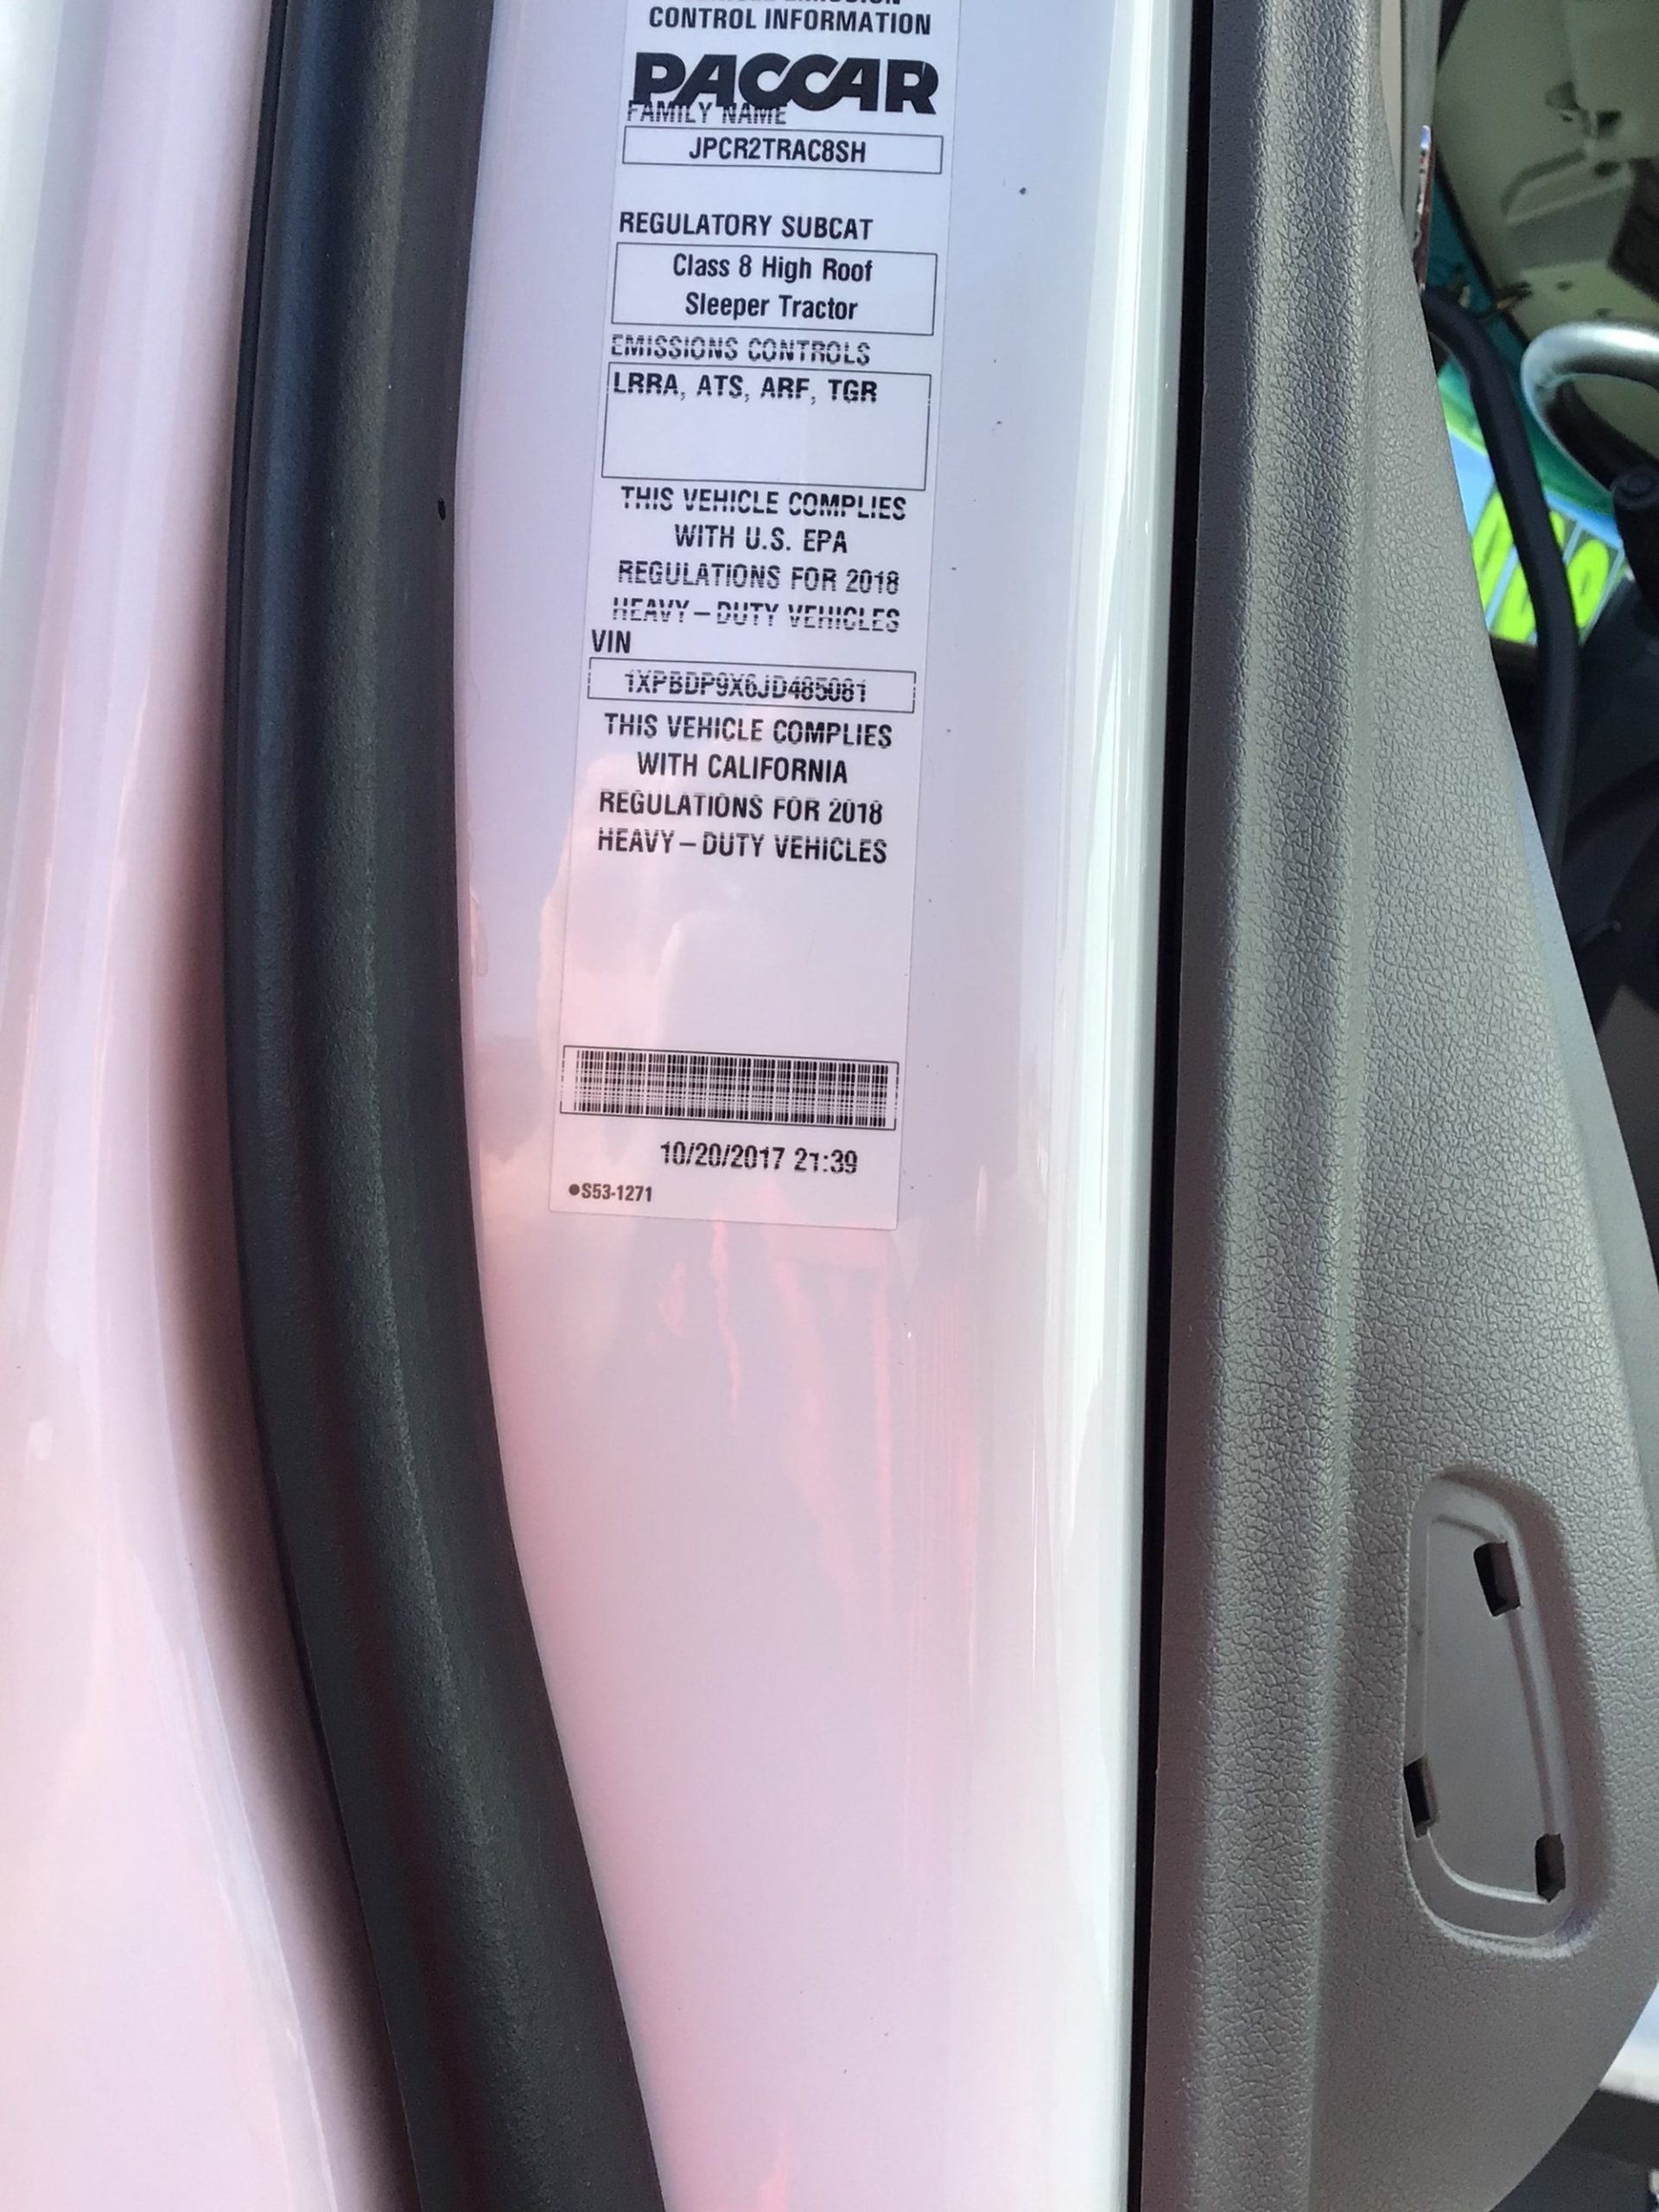 CONTROL INFORMATION
PACCAR
FAMILY NAME
JPCR2TRAC8SH
REGULATORY SUBCAT
Class 8 High Roof
Sleeper Tractor
EMISSIONS CONTROLS
LRRA, ATS, ARF, TGR
THIS VEHICLE COMPLIES
WITH U.S. EPA
REGULATIONS FOR 2018
HEAVY-DUTY VEHICLES
VIN
1XPBDP9X6JD485081
THIS VEHICLE COMPLIES
WITH CALIFORNIA
REGULATIONS FOR 2018
HEAVY-DUTY VEHICLES
10/20/2017 21:39
●S53-1271